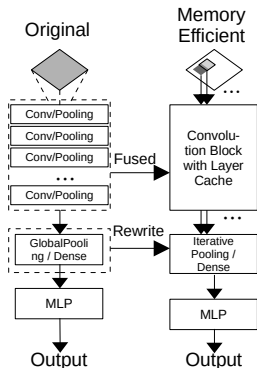 Original
Memory
Efficient
Conv/Pooling
Conv/Pooling
Conv/Pooling
...
Conv/Pooling
Fused
...
Convolu-
tion Block
with Layer
Cache
...
GlobalPooli
ng / Dense
Rewrite
Iterative
Pooling /
Dense
MLP
MLP
Output
Output